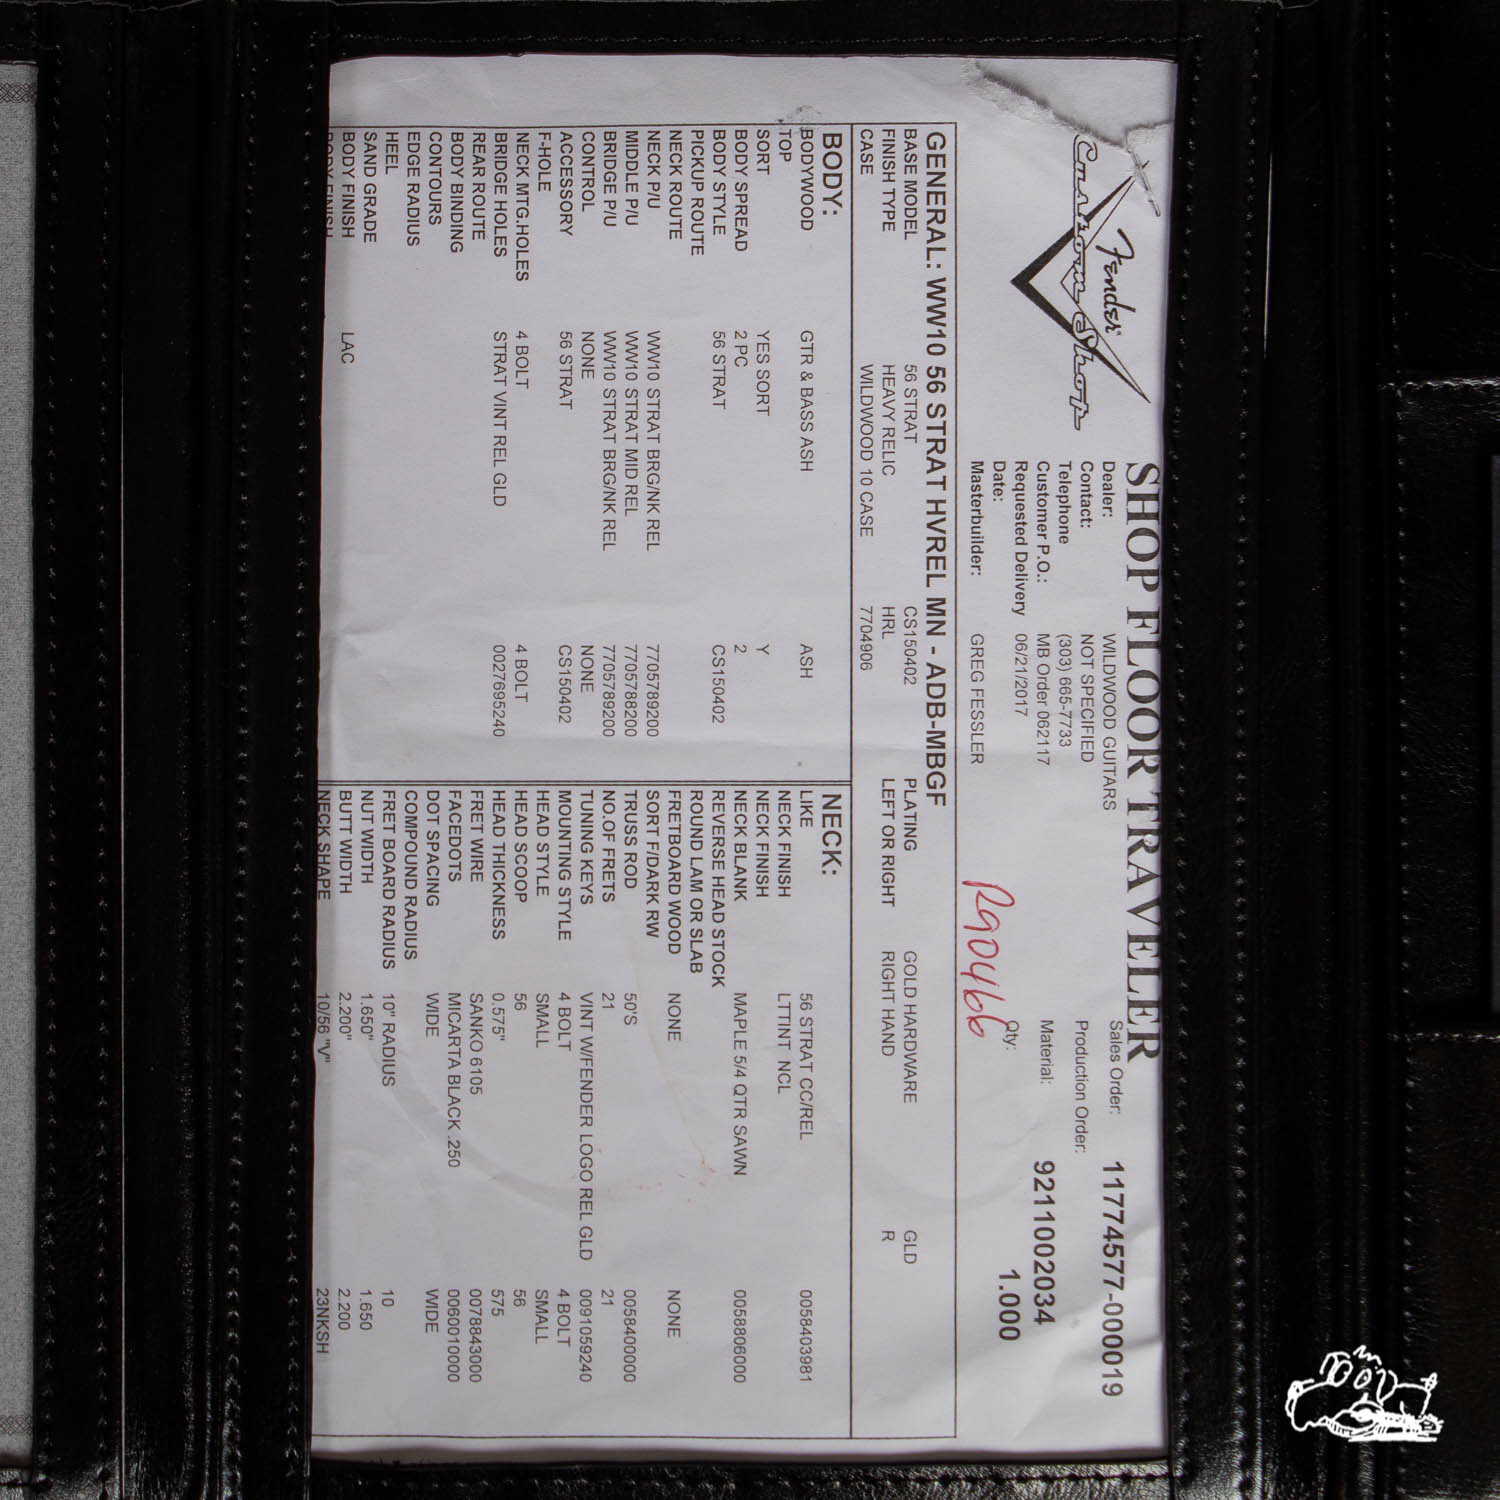 Fender
Custom Shop
SHOP FLOOR TRAVELER
Dealer: WILDWOOD GUITARS
Contact: NOT SPECIFIED
Telephone (303) 665-7733
Customer P.O.: MB Order 062117
Requested Delivery 06/21/2017
Date:
Masterbuilder: GREG FESSLER
R90466
Sales Order: 11774577-000019
Production Order:
Material: 9211002034
Qty: 1.000
GENERAL: WW10 56 STRAT HVREL MN - ADB-MBGF
BASE MODEL 56 STRAT CS150402 PLATING GOLD HARDWARE GLD
FINISH TYPE HEAVY RELIC HRL LEFT OR RIGHT RIGHT HAND R
CASE WILDWOOD 10 CASE 7704906
BODY:
BODYWOOD GTR & BASS ASH ASH
TOP
SORT YES SORT Y
BODY SPREAD 2 PC 2
BODY STYLE 56 STRAT CS150402
PICKUP ROUTE
NECK ROUTE
NECK P/U WW10 STRAT BRG/NK REL 7705789200
MIDDLE P/U WW10 STRAT MID REL 7705788200
BRIDGE P/U WW10 STRAT BRG/NK REL 7705789200
CONTROL NONE NONE
ACCESSORY 56 STRAT CS150402
F-HOLE
NECK MTG.HOLES 4 BOLT 4 BOLT
BRIDGE HOLES STRAT VINT REL GLD 0027695240
REAR ROUTE
BODY BINDING
CONTOURS
EDGE RADIUS
HEEL
SAND GRADE
BODY FINISH LAC
BODY FINISH
NECK:
LIKE 56 STRAT CC/REL 0058403981
NECK FINISH LTTINT NCL
NECK FINISH
NECK BLANK MAPLE 5/4 QTR SAWN 0058806000
REVERSE HEAD STOCK
ROUND LAM OR SLAB
FRETBOARD WOOD NONE NONE
SORT F/DARK RW
TRUSS ROD 50'S 0058400000
NO.OF FRETS 21 21
TUNING KEYS VINT W/FENDER LOGO REL GLD 0091059240
MOUNTING STYLE 4 BOLT 4 BOLT
HEAD STYLE SMALL SMALL
HEAD SCOOP 56 56
HEAD THICKNESS 0.575" 575
FRET WIRE SANKO 6105 0078843000
FACEDOTS MICARTA BLACK .250 0060010000
DOT SPACING WIDE WIDE
COMPOUND RADIUS
FRET BOARD RADIUS 10" RADIUS 10
NUT WIDTH 1.650" 1.650
BUTT WIDTH 2.200" 2.200
NECK SHAPE 10/56 "V" 23NKSH